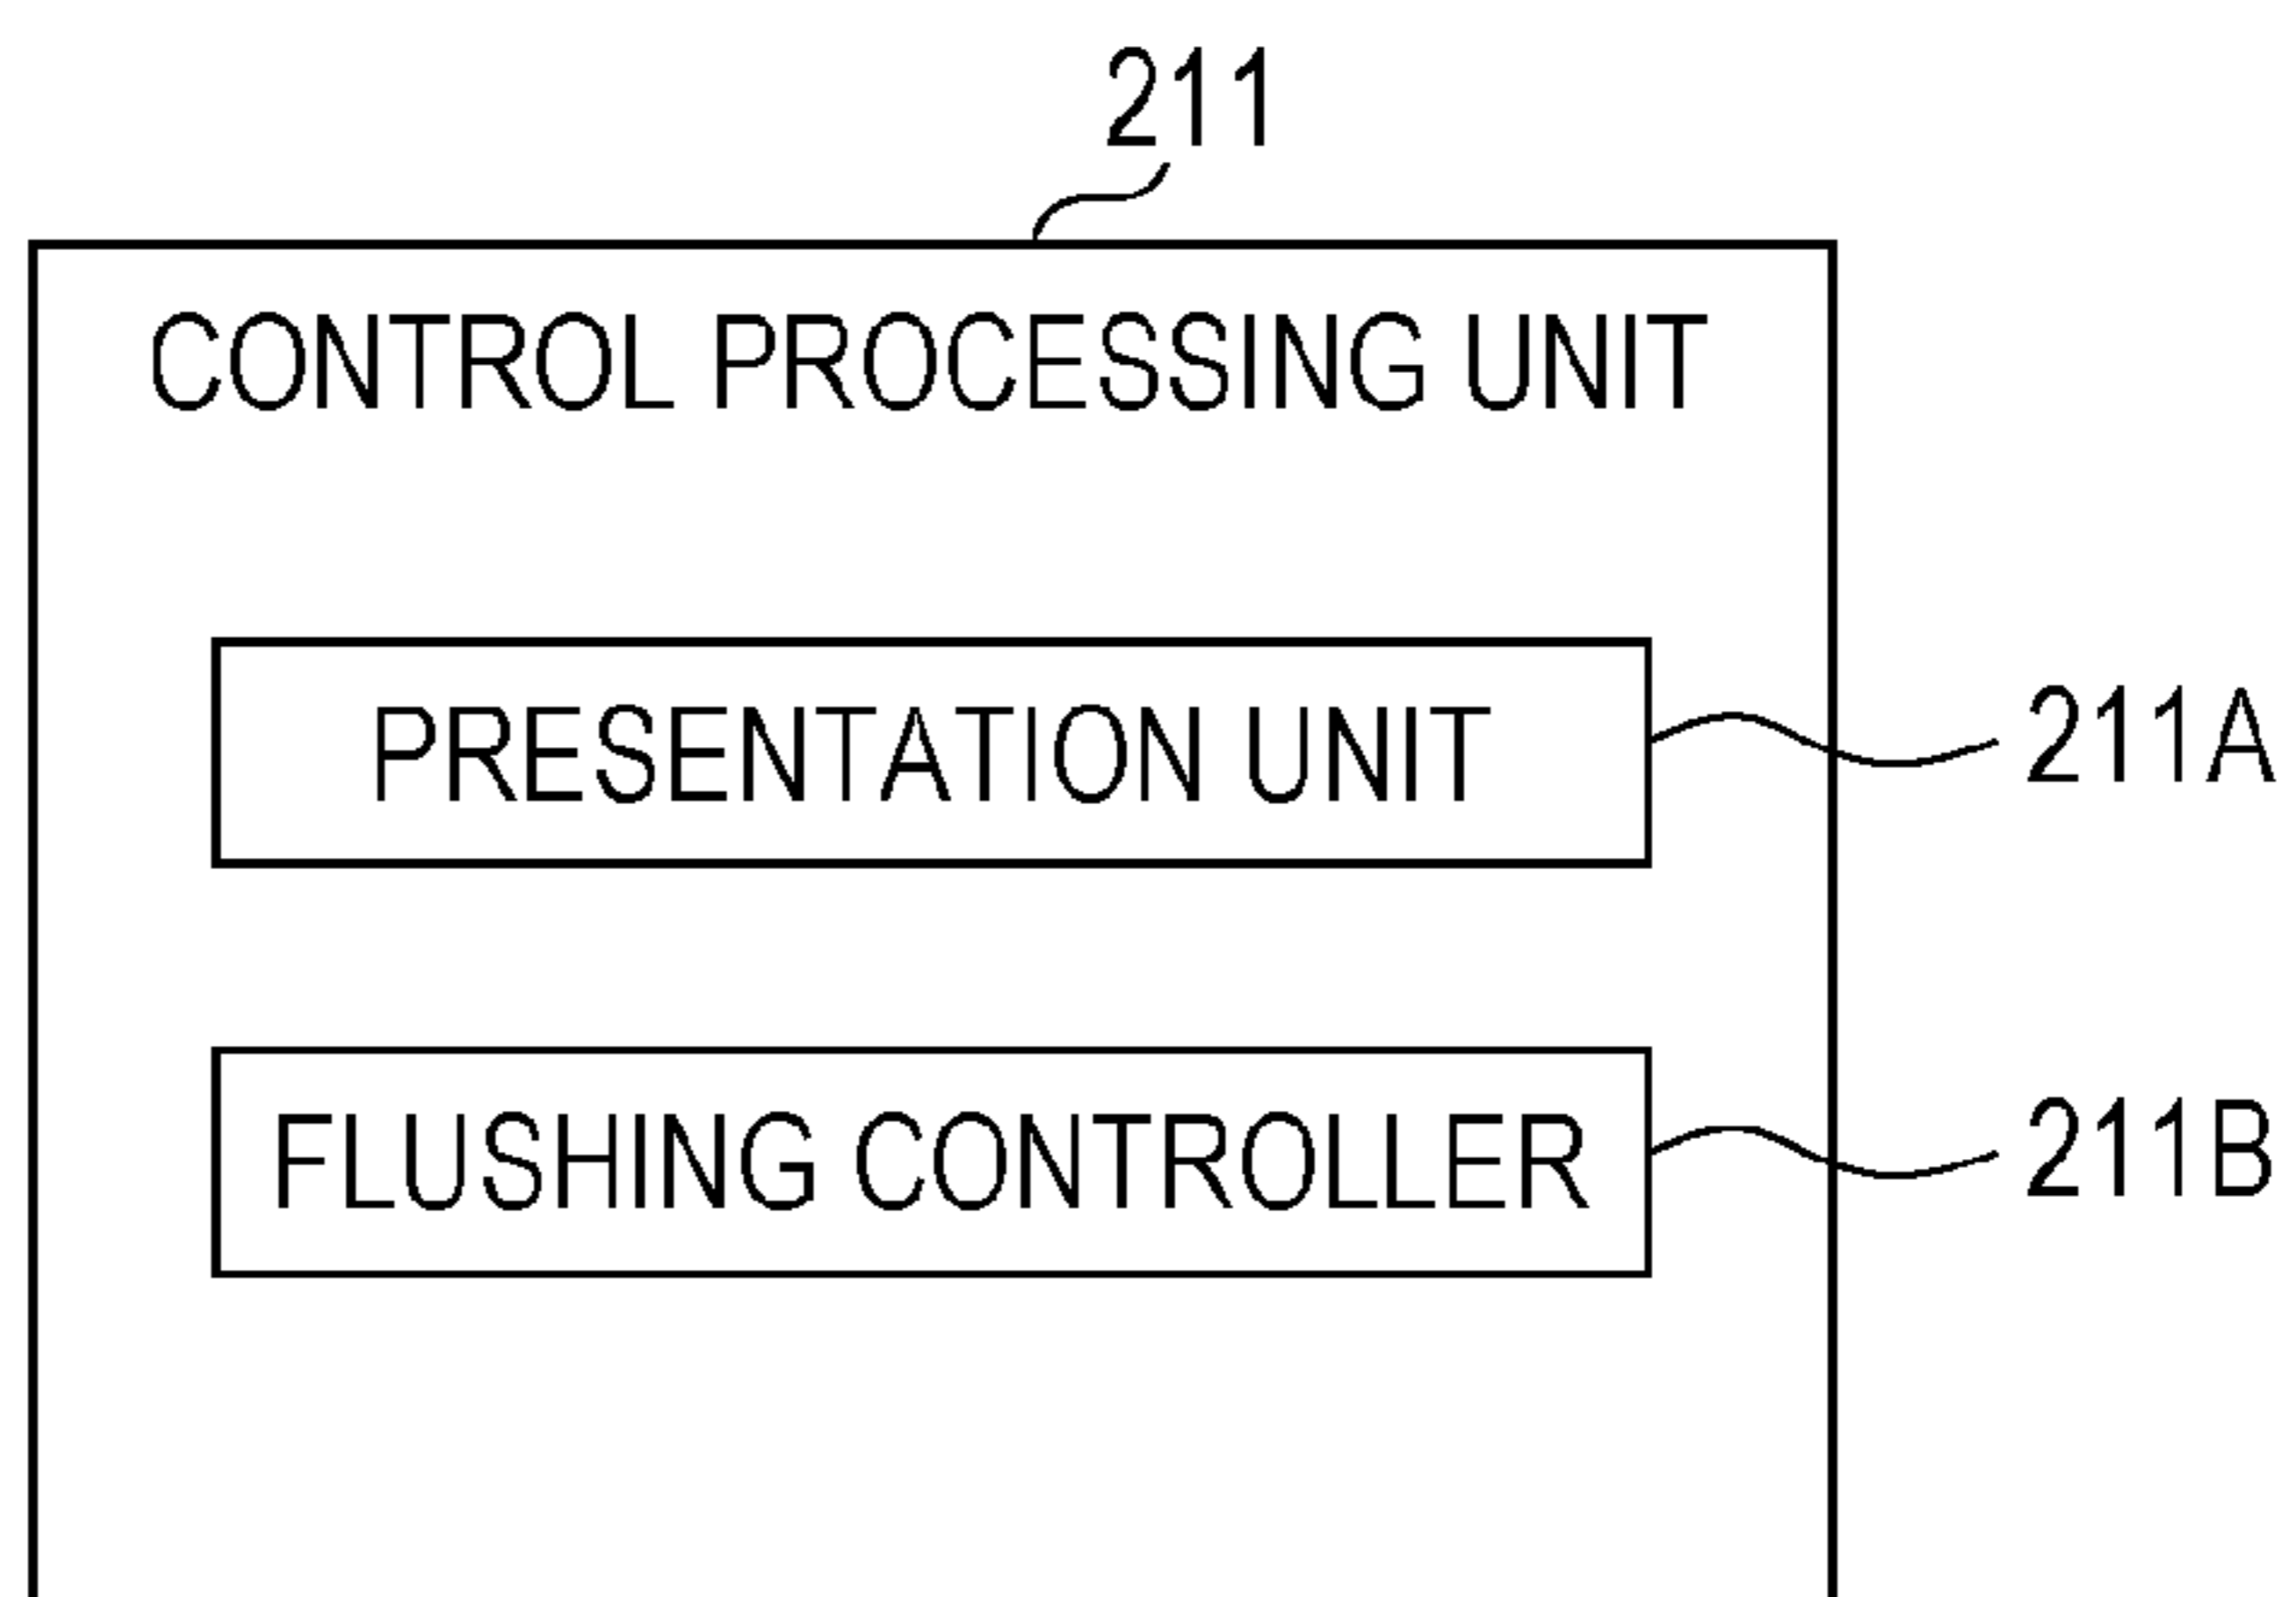 211
CONTROL PROCESSING UNIT
PRESENTATION UNIT
211A
FLUSHING CONTROLLER
211B